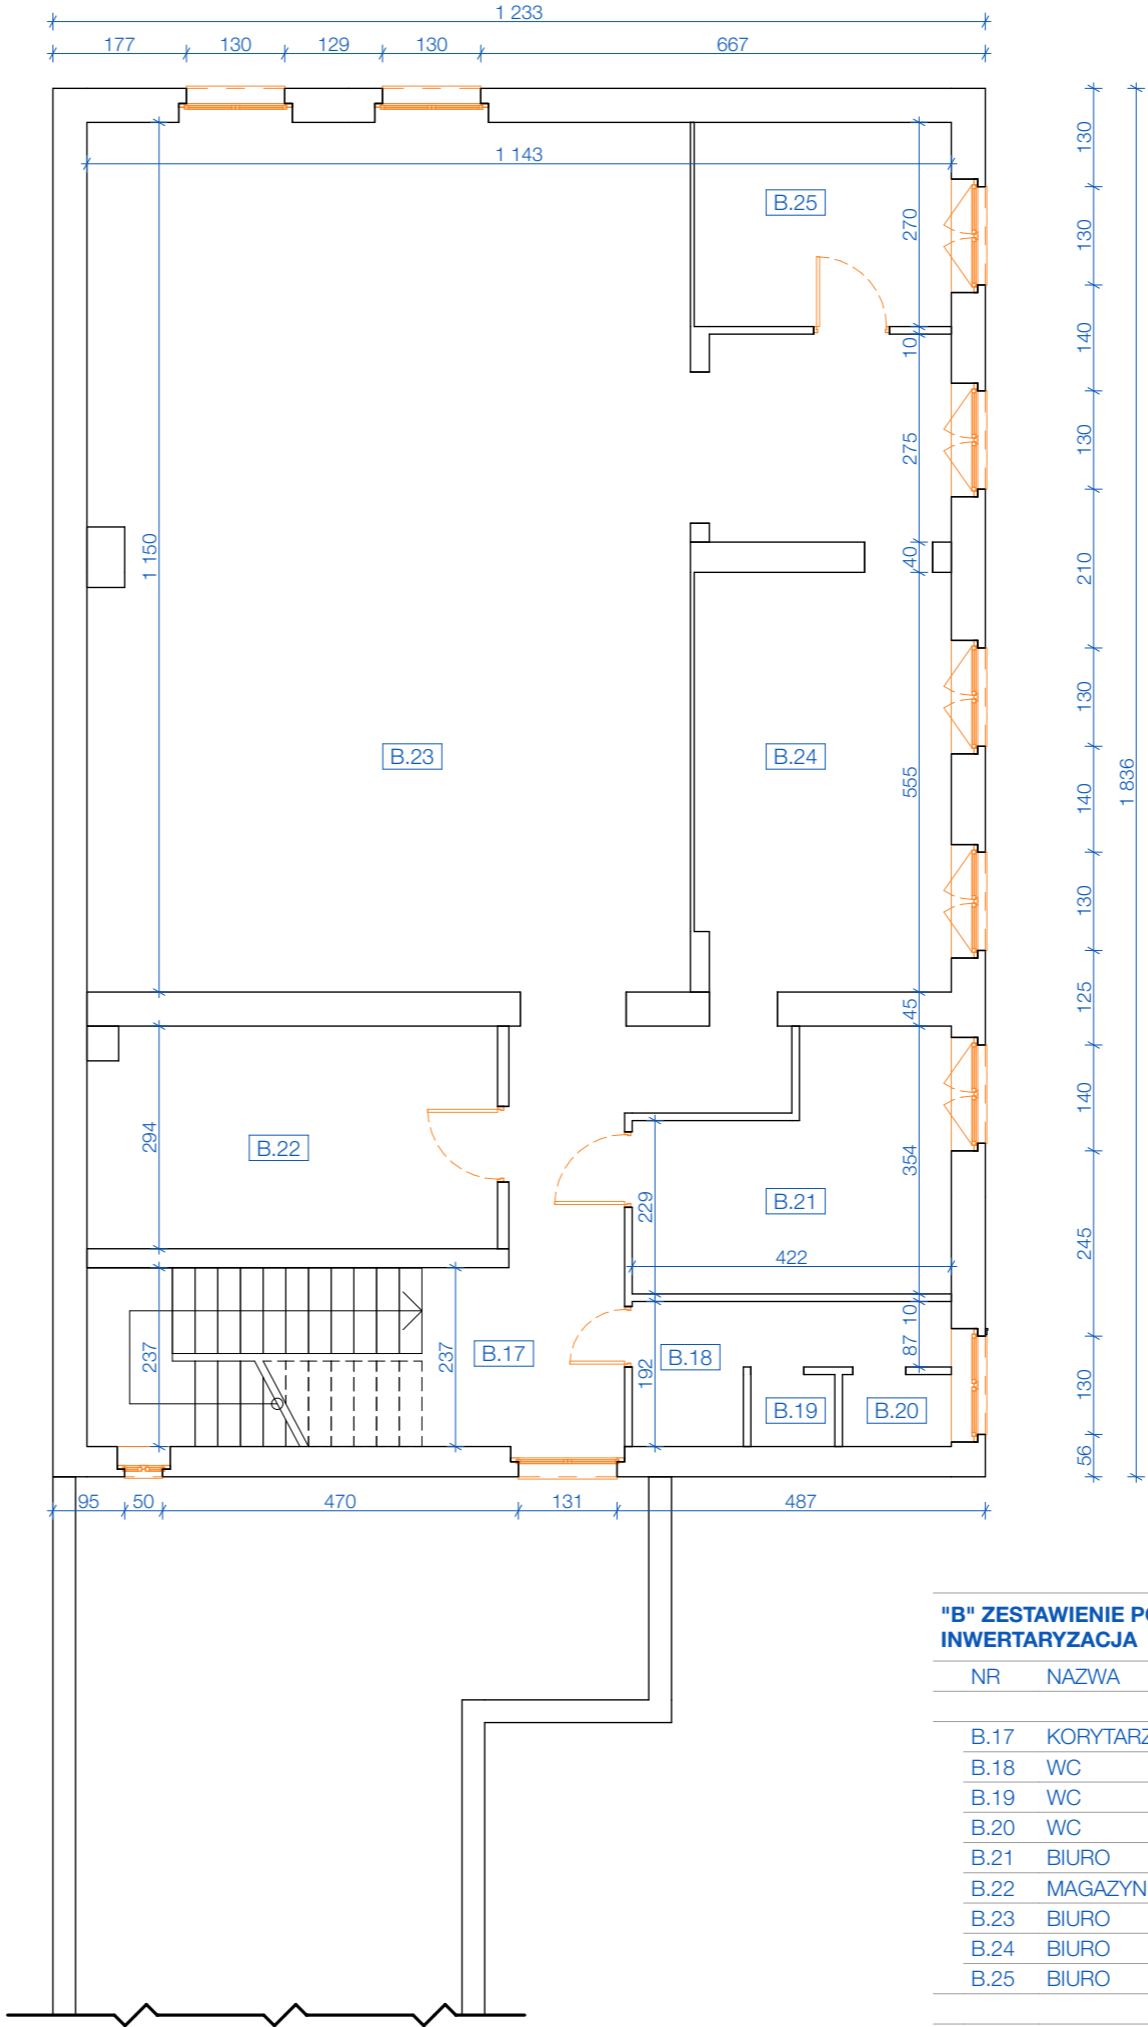 1 233
177 130 129 130 667
1 143
B.25
270
10
275
40
1 150
B.23
B.24
555
45
294
B.22
229
B.21
354
422
10
87
237
237
B.17
B.18
192
B.19
B.20
95 50 470 131 487
130
130
140
130
210
130
140
130
125
140
245
130
56
1 836
"B" ZESTAWIENIE
INWERTARYZACJA
NR NAZWA
B.17 KORYTARZ
B.18 WC
B.19 WC
B.20 WC
B.21 BIURO
B.22 MAGAZYN
B.23 BIURO
B.24 BIURO
B.25 BIURO